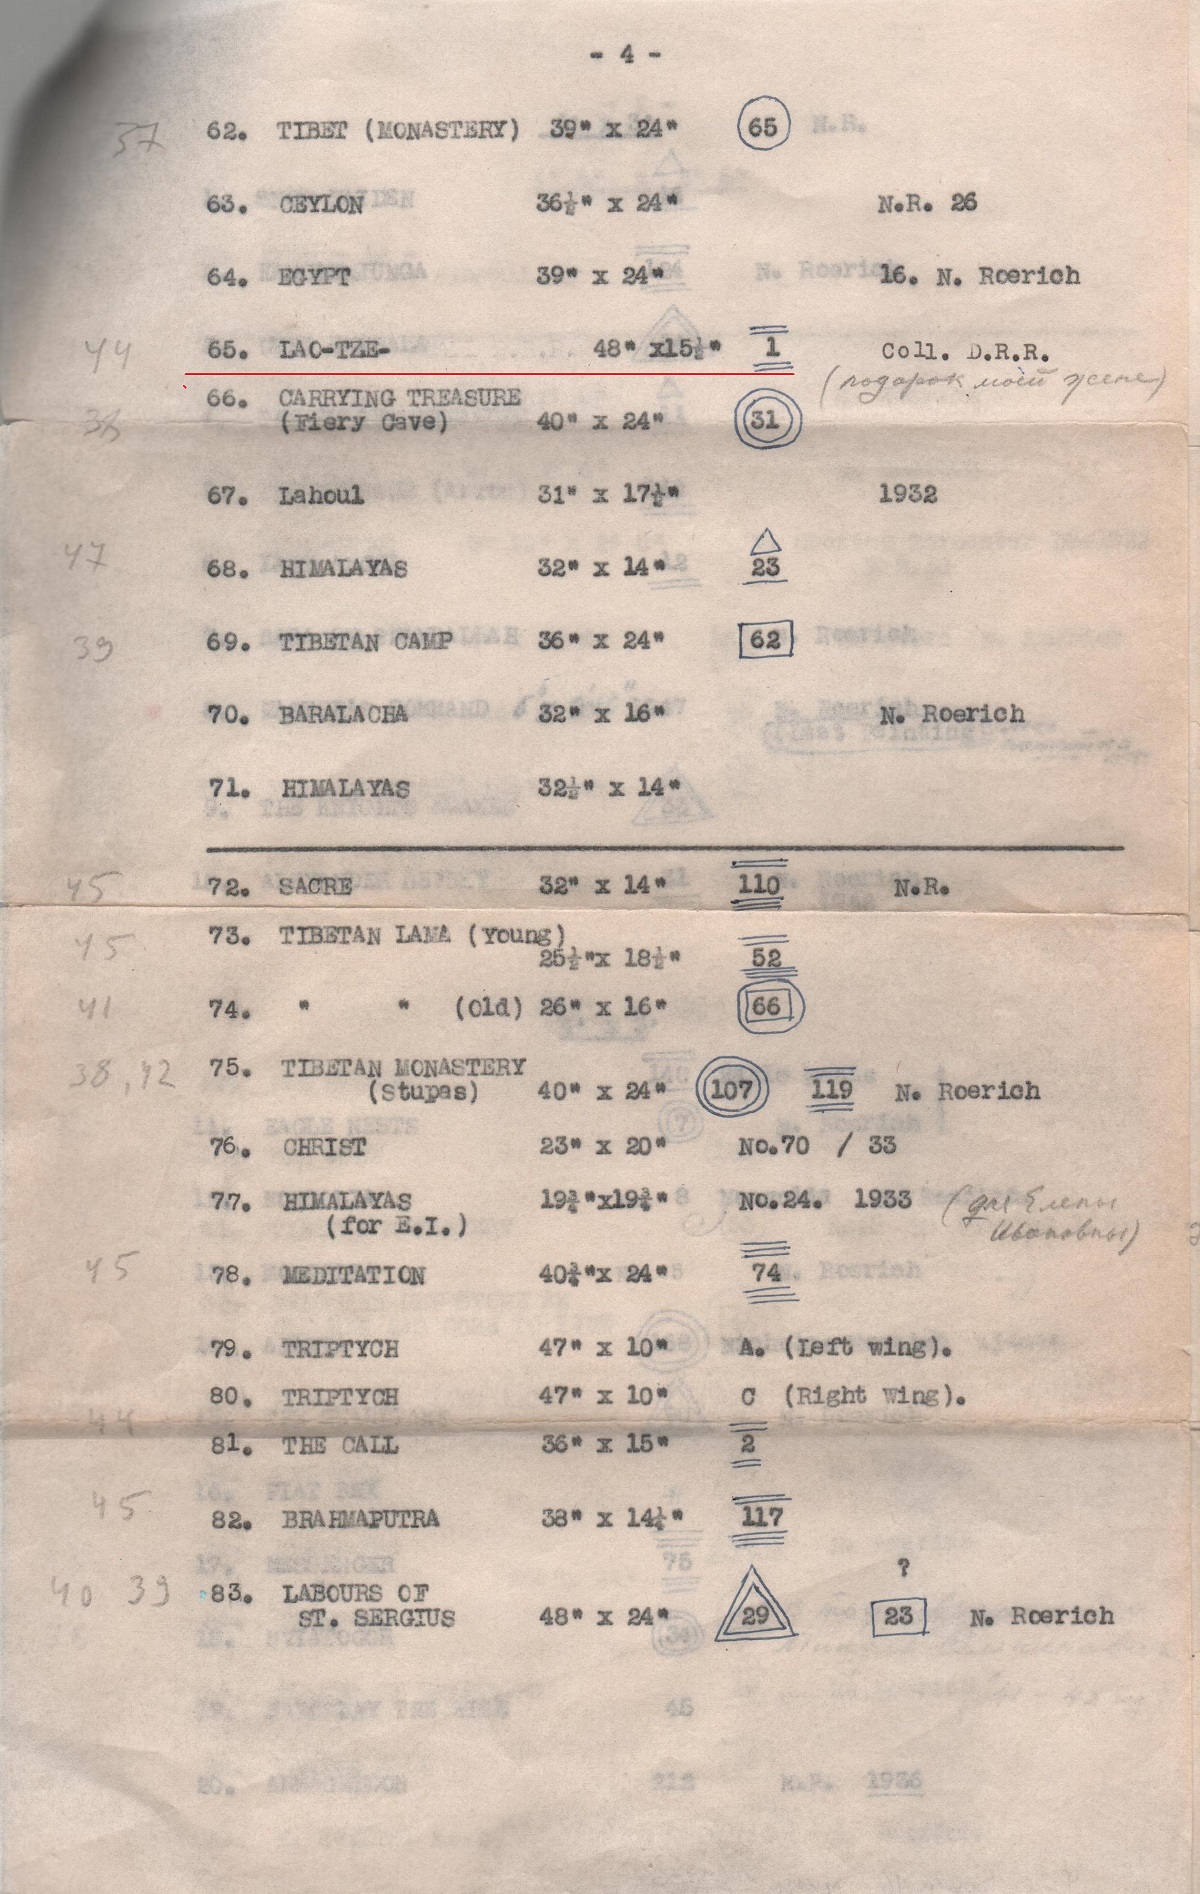 - 4 -
37 62. TIBET (MONASTERY) 39" x 24" 65
63. CEYLON 36½" x 24" N.R. 26
64. EGYPT 39" x 24" 16. N. Roerich
44 65. LAO-TZE- 48" x15½" 1 Coll. D.R.R.
(подарок моей жене)
66. CARRYING TREASURE
38 (Fiery Cave) 40" x 24" 31
67. Lahoul 31" x 17½" 1932
47 68. HIMALAYAS 32" x 14" 23
39 69. TIBETAN CAMP 36" x 24" 62
70. BARALACHA 32" x 16" N. Roerich
71. HIMALAYAS 32½" x 14"
45 72. SACRE 32" x 14" 110 N.R.
45 73. TIBETAN LAMA (Young)
25½"x 18½" 52
41 74. " " (Old) 26" x 16" 66
38, 42 75. TIBETAN MONASTERY
(Stupas) 40" x 24" 107 119 N. Roerich
76. CHRIST 23" x 20" No.70 / 33
77. HIMALAYAS 19¾"x19¾" No.24. 1933 (для Елены
(for E.I.) Ивановны)
45 78. MEDITATION 40¾"x 24" 74
79. TRIPTYCH 47" x 10" A. (Left wing).
80. TRIPTYCH 47" x 10" C (Right wing).
44 81. THE CALL 36" x 15" 2
45 82. BRAHMAPUTRA 38" x 14¼" 117
?
40 39 83. LABOURS OF
ST. SERGIUS 48" x 24" 29 23 N. Roerich